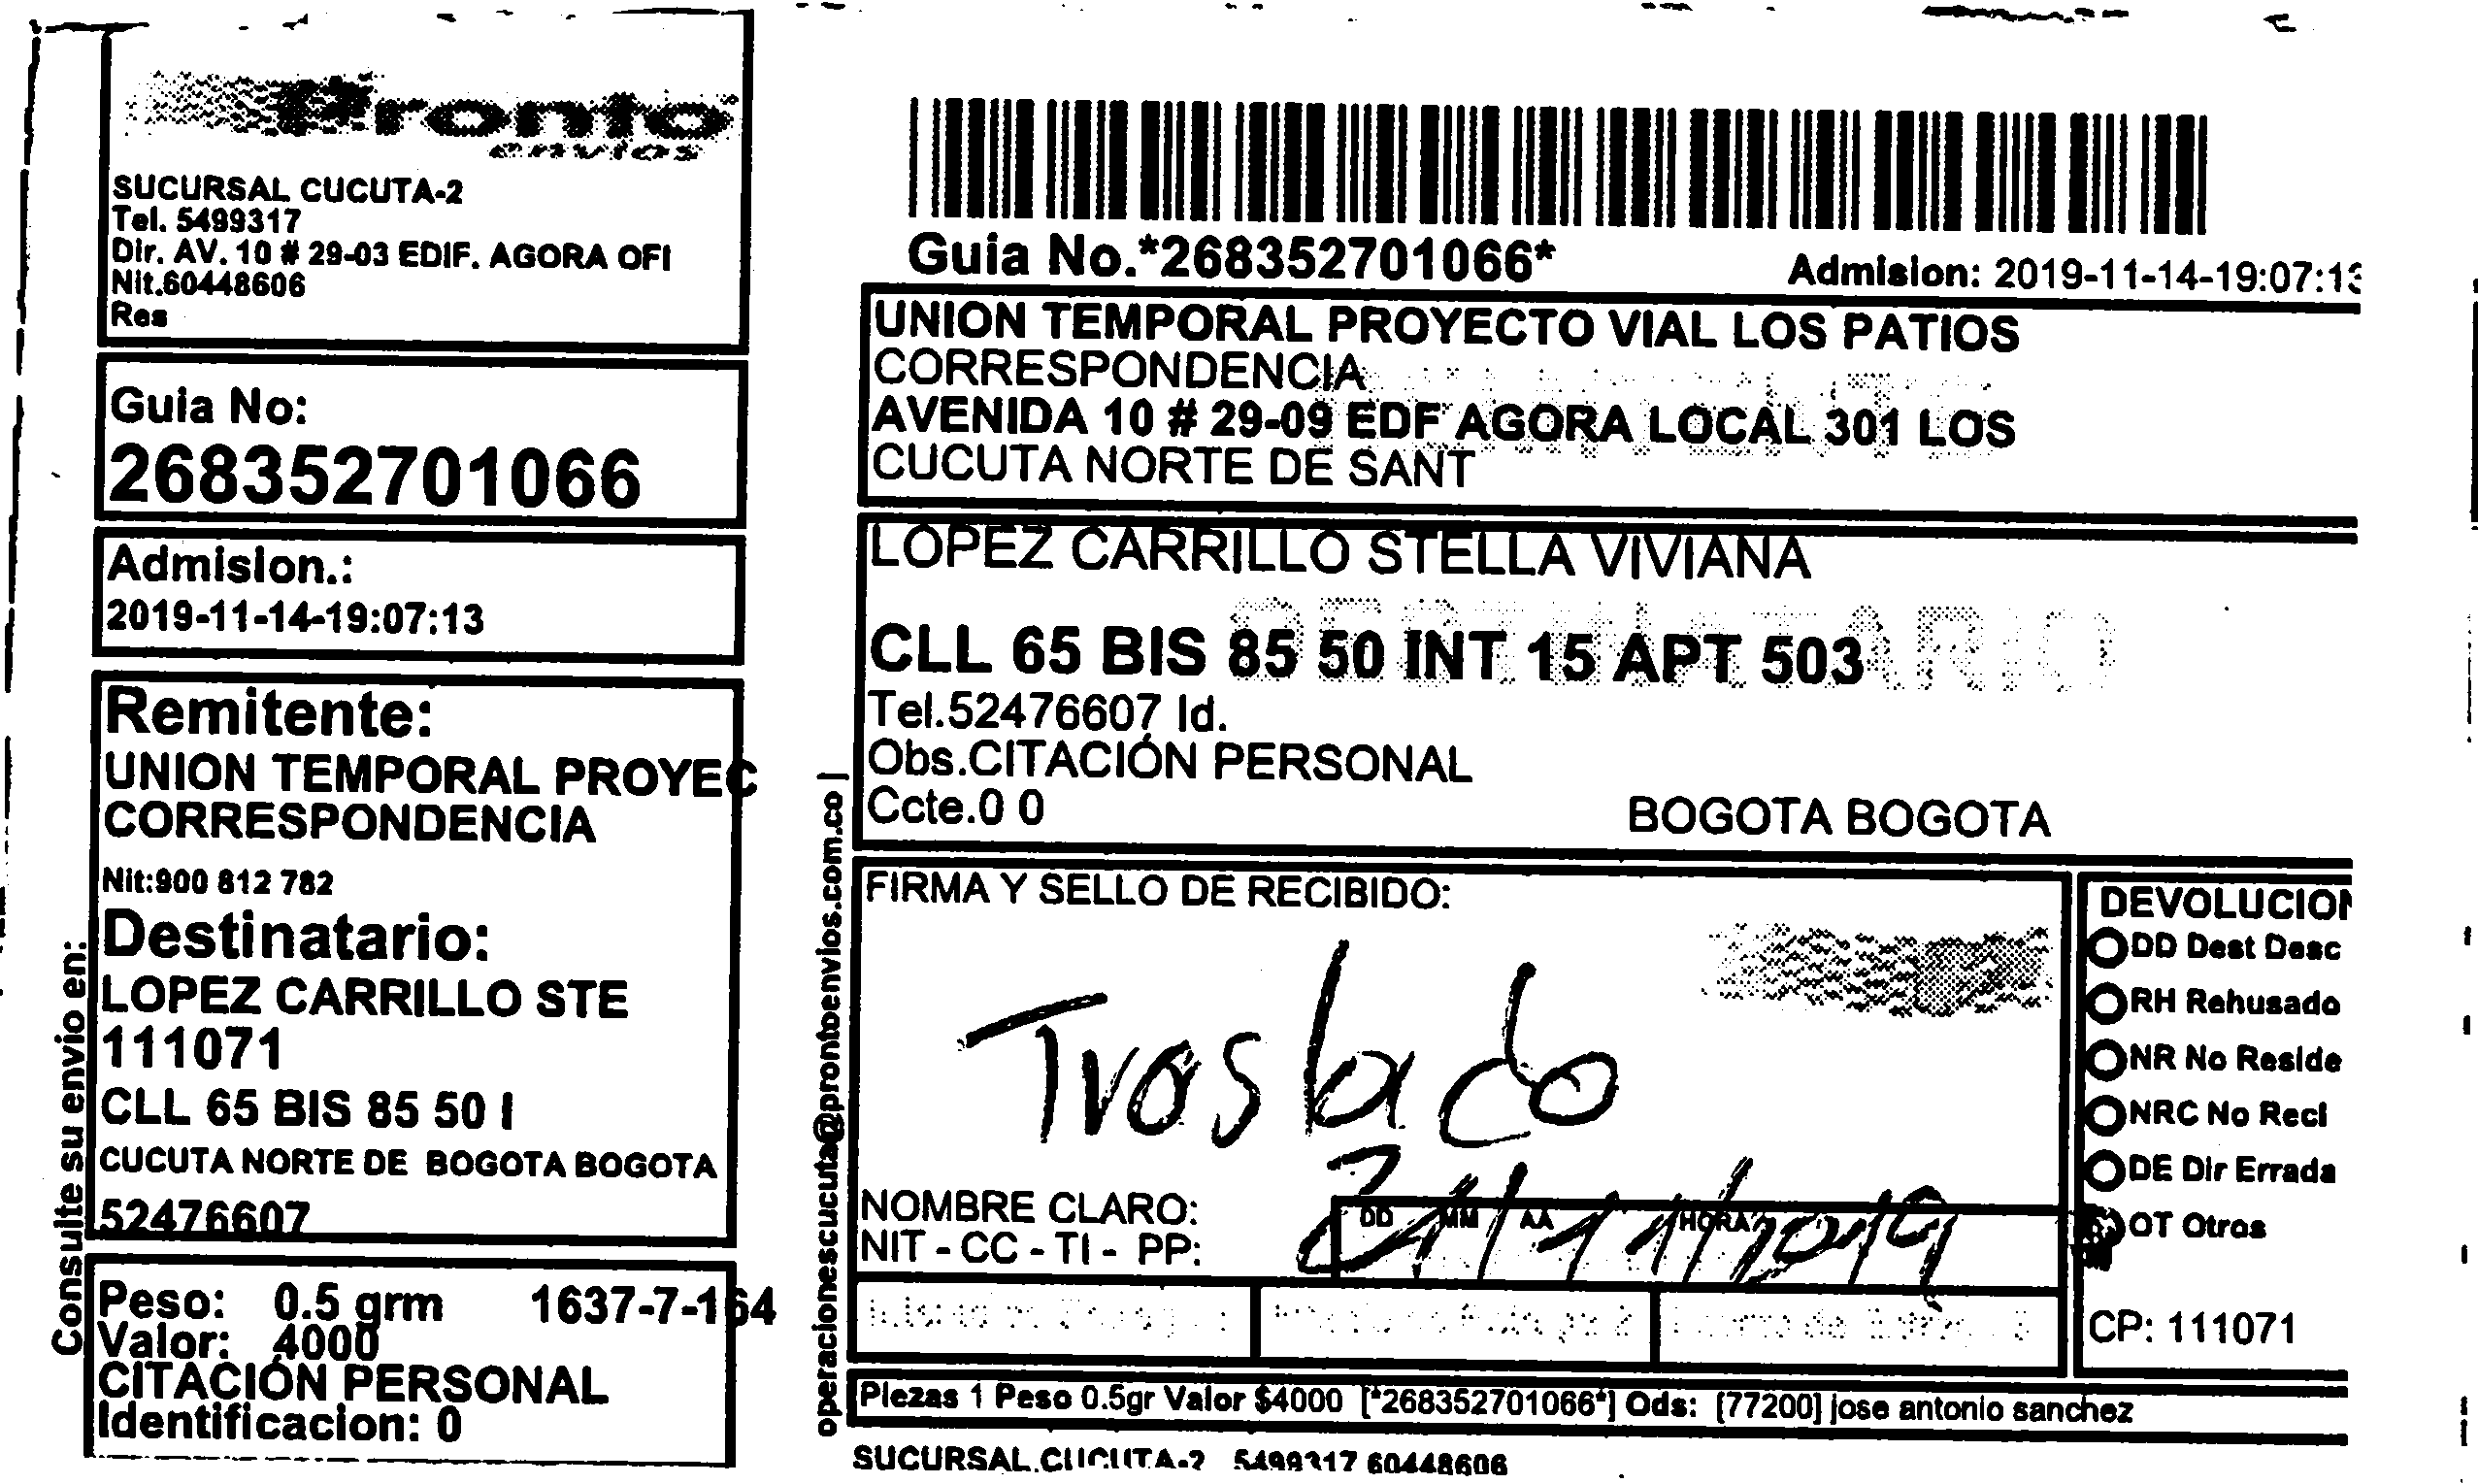 Pronto
envios
SUCURSAL CUCUTA-2
Tel. 5499317
Dir. AV. 10 # 29-03 EDIF. AGORA OFI
Nit.60448606
Res
Guia No:
268352701066
Admision.:
2019-11-14-19:07:13
Remitente:
UNION TEMPORAL PROYEC
CORRESPONDENCIA
Nit:900 812 782
Destinatario:
LOPEZ CARRILLO STE
111071
CLL 65 BIS 85 50 I
CUCUTA NORTE DE BOGOTA BOGOTA
52476607
Peso: 0.5 grm 1637-7-164
Valor: 4000
CITACIÓN PERSONAL
Identificacion: 0
Consulte su envio en:
operacionescucuta@prontoenvios.com.co |
Guia No.*268352701066*
Admision: 2019-11-14-19:07:13
UNION TEMPORAL PROYECTO VIAL LOS PATIOS
CORRESPONDENCIA
AVENIDA 10 # 29-09 EDF AGORA LOCAL 301 LOS
CUCUTA NORTE DE SANT
LOPEZ CARRILLO STELLA VIVIANA
DESTINATARIO
CLL 65 BIS 85 50 INT 15 APT 503
Tel.52476607 Id.
Obs.CITACIÓN PERSONAL
Ccte.0 0
BOGOTA BOGOTA
FIRMA Y SELLO DE RECIBIDO:
Traslado
NOMBRE CLARO:
NIT - CC - TI - PP:
DD MM AA HORA
21/11/2019
DEVOLUCION
DD Dest Desc
RH Rehusado
NR No Reside
NRC No Recl
DE Dir Errada
OT Otros
CP: 111071
Piezas 1 Peso 0.5gr Valor $4000 [*268352701066*] Ods: [77200] jose antonio sanchez
SUCURSAL.CUCUTA-2 5499317 60448606